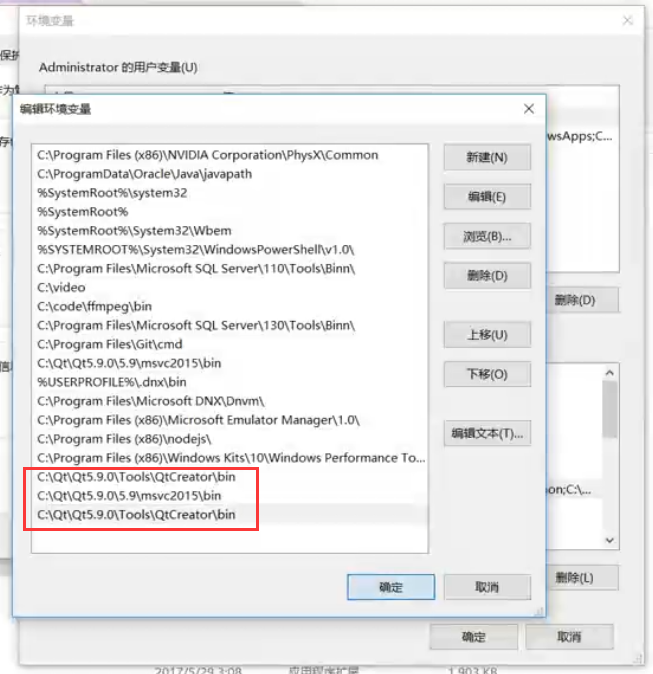 环境变量
Administrator 的用户变量(U)
编辑环境变量
wsApps;C...
C:\Program Files (x86)\NVIDIA Corporation\PhysX\Common
新建(N)
C:\ProgramData\Oracle\Java\javapath
%SystemRoot%\system32
编辑(E)
%SystemRoot%
%SystemRoot%\System32\Wbem
浏览(B)...
%SYSTEMROOT%\System32\WindowsPowerShell\v1.0\
C:\Program Files\Microsoft SQL Server\110\Tools\Binn\
删除(D)
C:\video
删除(D)
C:\code\ffmpeg\bin
C:\Program Files\Microsoft SQL Server\130\Tools\Binn\
上移(U)
C:\Program Files\Git\cmd
C:\Qt\Qt5.9.0\5.9\msvc2015\bin
下移(O)
%USERPROFILE%\.dnx\bin
C:\Program Files\Microsoft DNX\Dnvm\
C:\Program Files (x86)\Microsoft Emulator Manager\1.0\
编辑文本(T)...
C:\Program Files (x86)\nodejs\
C:\Program Files (x86)\Windows Kits\10\Windows Performance To...
C:\Qt\Qt5.9.0\Tools\QtCreator\bin
C:\Qt\Qt5.9.0\5.9\msvc2015\bin
on;C:\...
C:\Qt\Qt5.9.0\Tools\QtCreator\bin
确定
取消
删除(L)
确定
取消
2017/5/29 3:08
应用程序扩展
1,903 KB